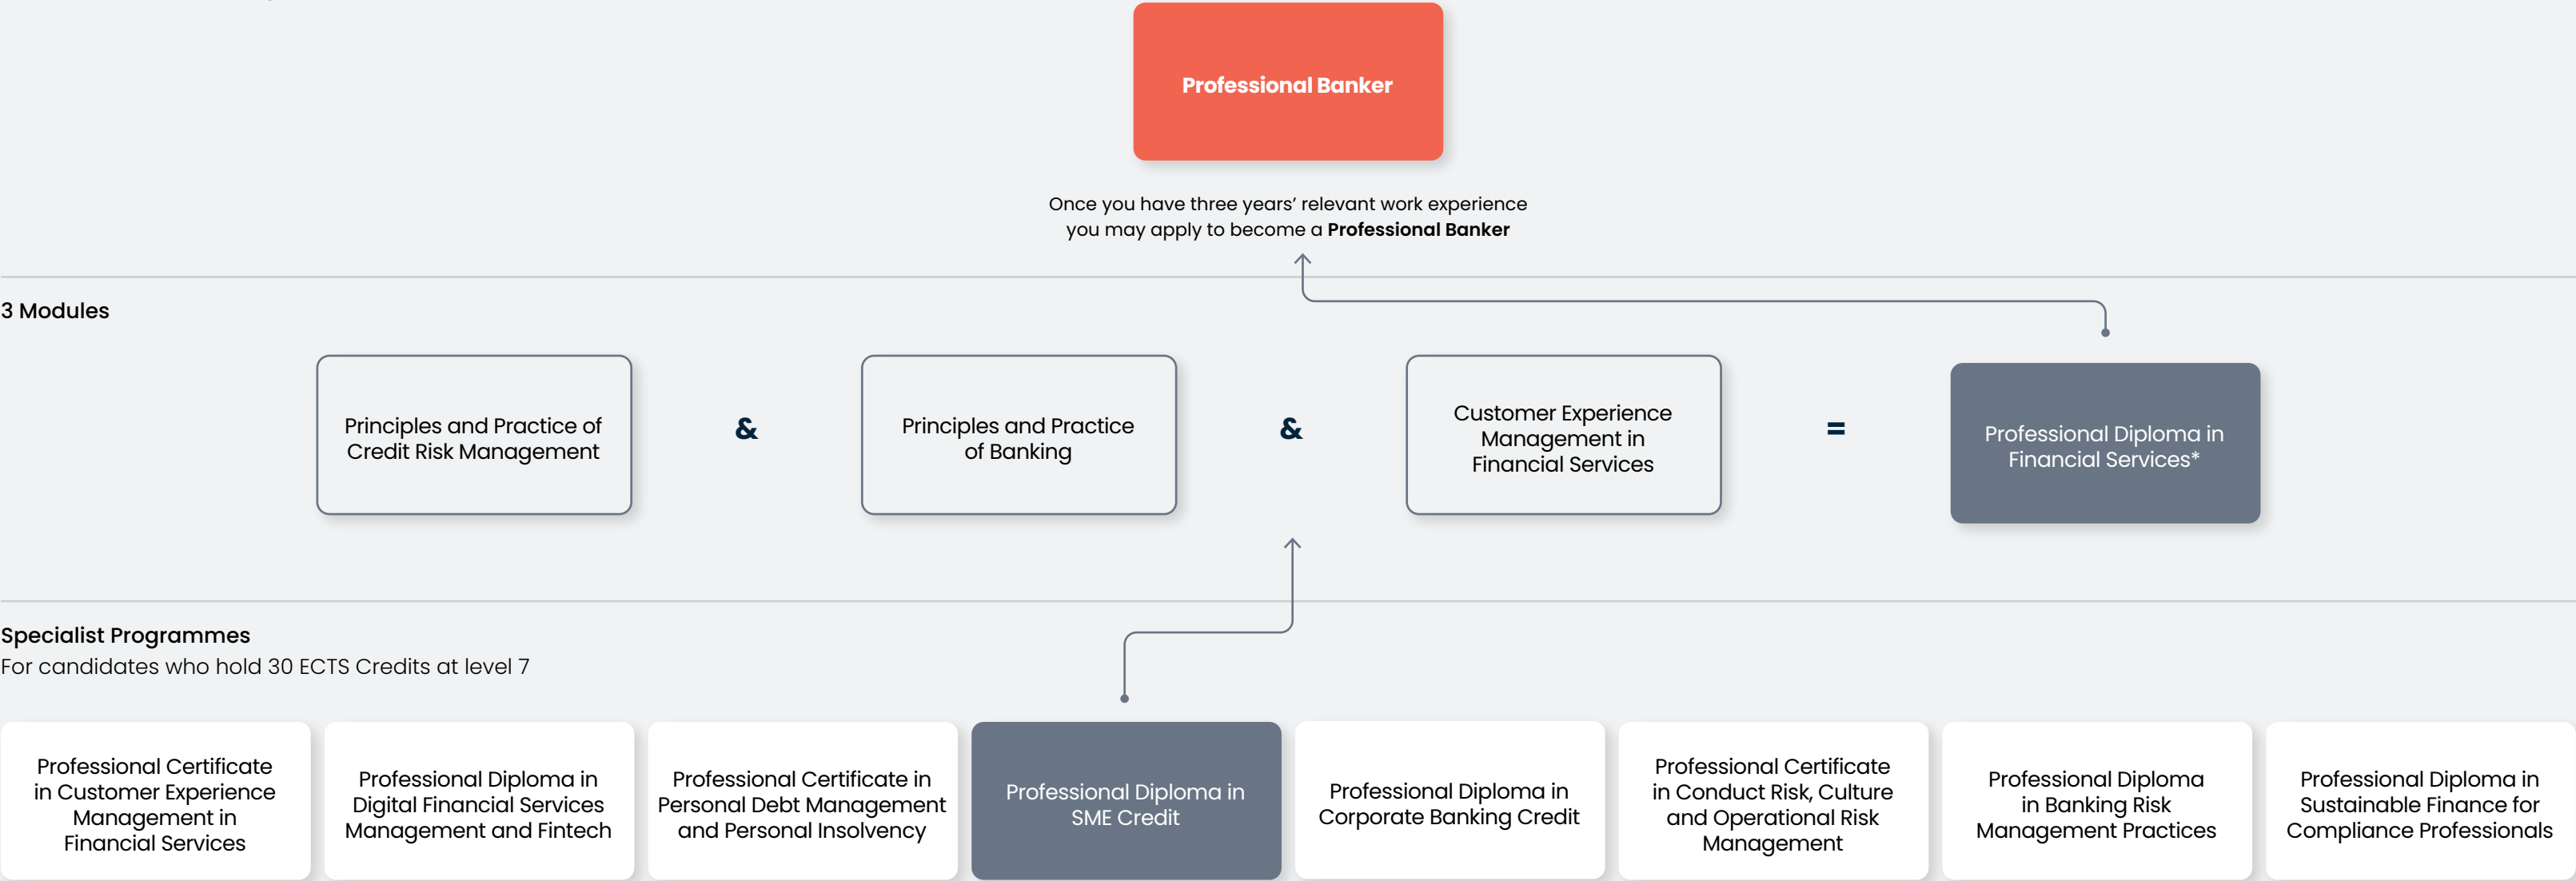 Professional Banker
Once you have three years’ relevant work experience
you may apply to become a Professional Banker
3 Modules
Principles and Practice of
Credit Risk Management
&
Principles and Practice
of Banking
&
Customer Experience
Management in
Financial Services
=
Professional Diploma in
Financial Services*
Specialist Programmes
For candidates who hold 30 ECTS Credits at level 7
Professional Certificate
in Customer Experience
Management in
Financial Services
Professional Diploma in
Digital Financial Services
Management and Fintech
Professional Certificate in
Personal Debt Management
and Personal Insolvency
Professional Diploma in
SME Credit
Professional Diploma in
Corporate Banking Credit
Professional Certificate
in Conduct Risk, Culture
and Operational Risk
Management
Professional Diploma
in Banking Risk
Management Practices
Professional Diploma in
Sustainable Finance for
Compliance Professionals